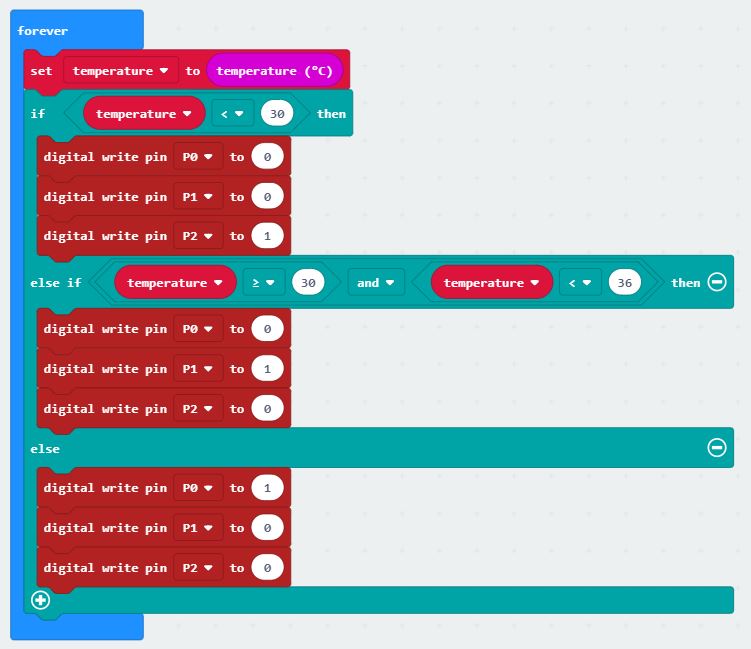 forever
set temperature to temperature (°C)
if temperature < 30 then
digital write pin P0 to 0
digital write pin P1 to 0
digital write pin P2 to 1
else if temperature ≥ 30 and temperature < 36 then
digital write pin P0 to 0
digital write pin P1 to 1
digital write pin P2 to 0
else
digital write pin P0 to 1
digital write pin P1 to 0
digital write pin P2 to 0